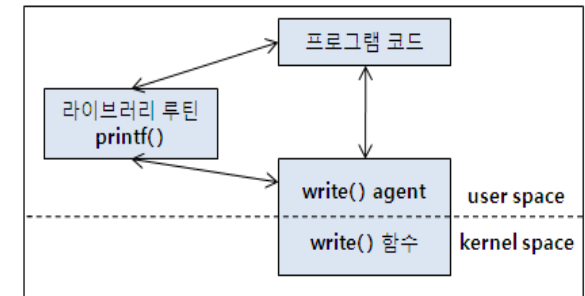 프로그램 코드
라이브러리 루틴
printf()
write() agent
user space
write() 함수
kernel space